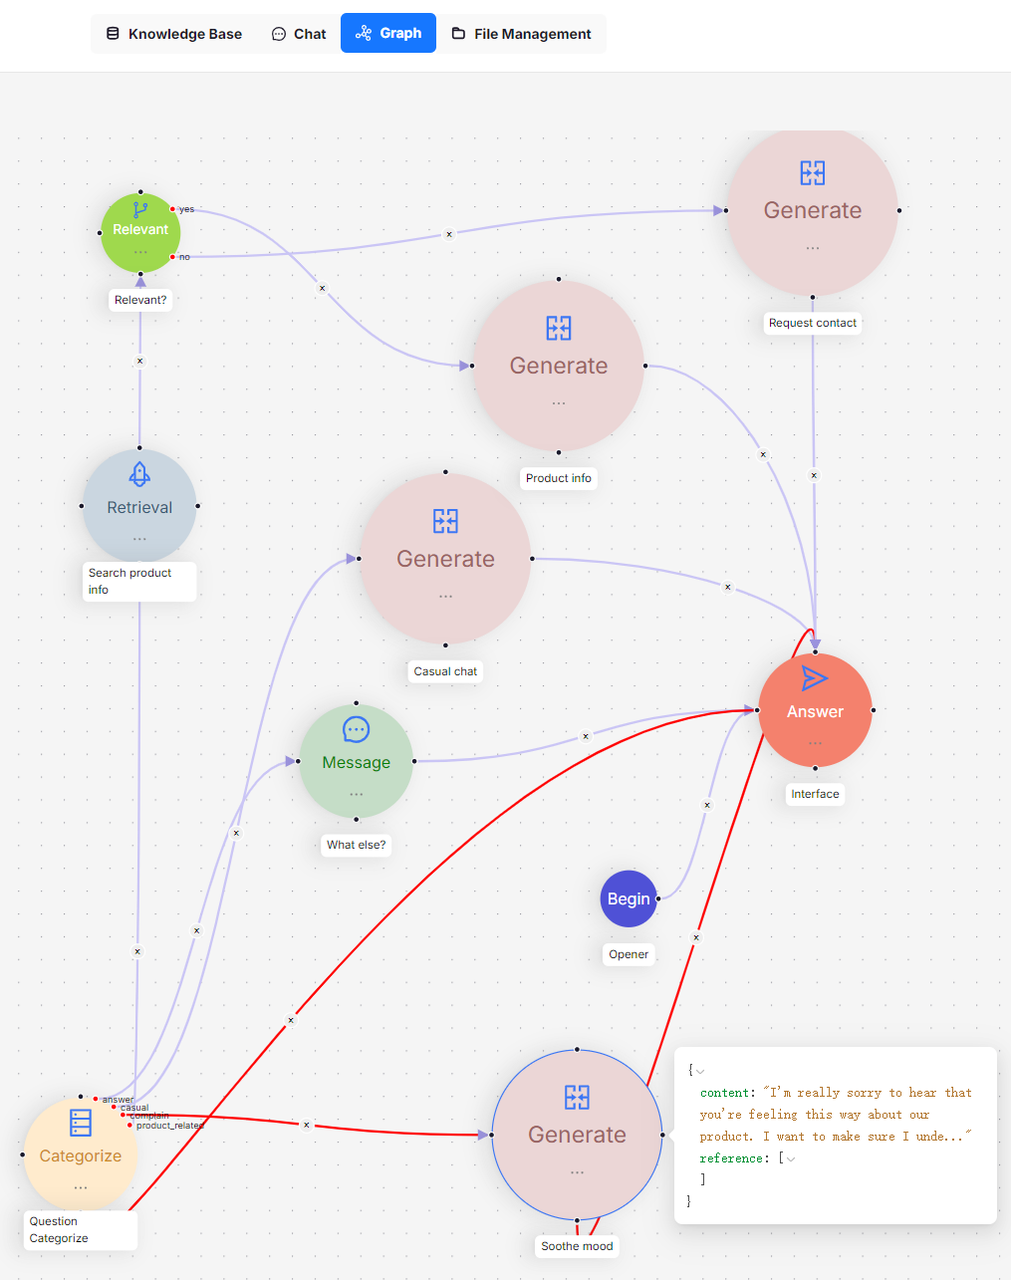 Knowledge Base
Chat
Graph
File Management
yes
Relevant
...
no
Relevant?
Generate
...
Request contact
Generate
...
Product info
Retrieval
...
Search product
info
Generate
...
Casual chat
Message
...
What else?
Answer
...
Interface
Begin
Opener
answer
casual
complain
product_related
Categorize
...
Question
Categorize
Generate
...
Soothe mood
{
content: "I'm really sorry to hear that
you're feeling this way about our
product. I want to make sure I unde..."
reference: [
]
}